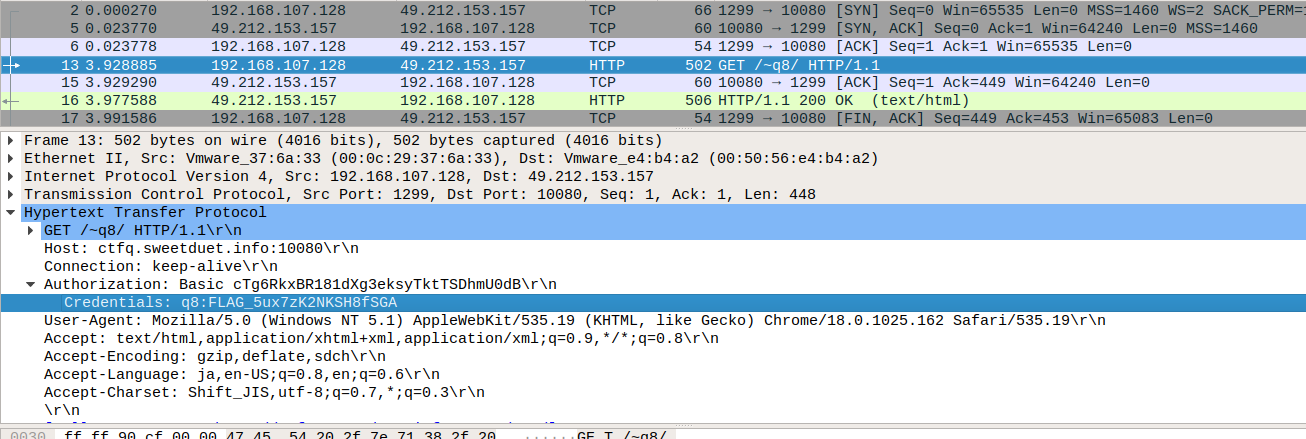 2 0.000270 192.168.107.128 49.212.153.157 TCP 66 1299 → 10080 [SYN] Seq=0 Win=65535 Len=0 MSS=1460 WS=2 SACK_PERM=
5 0.023770 49.212.153.157 192.168.107.128 TCP 60 10080 → 1299 [SYN, ACK] Seq=0 Ack=1 Win=64240 Len=0 MSS=1460
6 0.023778 192.168.107.128 49.212.153.157 TCP 54 1299 → 10080 [ACK] Seq=1 Ack=1 Win=65535 Len=0
13 3.928885 192.168.107.128 49.212.153.157 HTTP 502 GET /~q8/ HTTP/1.1
15 3.929290 49.212.153.157 192.168.107.128 TCP 60 10080 → 1299 [ACK] Seq=1 Ack=449 Win=64240 Len=0
16 3.977588 49.212.153.157 192.168.107.128 HTTP 506 HTTP/1.1 200 OK (text/html)
17 3.991586 192.168.107.128 49.212.153.157 TCP 54 1299 → 10080 [FIN, ACK] Seq=449 Ack=453 Win=65083 Len=0
Frame 13: 502 bytes on wire (4016 bits), 502 bytes captured (4016 bits)
Ethernet II, Src: Vmware_37:6a:33 (00:0c:29:37:6a:33), Dst: Vmware_e4:b4:a2 (00:50:56:e4:b4:a2)
Internet Protocol Version 4, Src: 192.168.107.128, Dst: 49.212.153.157
Transmission Control Protocol, Src Port: 1299, Dst Port: 10080, Seq: 1, Ack: 1, Len: 448
Hypertext Transfer Protocol
GET /~q8/ HTTP/1.1\r\n
Host: ctfq.sweetduet.info:10080\r\n
Connection: keep-alive\r\n
Authorization: Basic cTg6RkxBR181dXg3eksyTktTSDhmU0dB\r\n
Credentials: q8:FLAG_5ux7zK2NKSH8fSGA
User-Agent: Mozilla/5.0 (Windows NT 5.1) AppleWebKit/535.19 (KHTML, like Gecko) Chrome/18.0.1025.162 Safari/535.19\r\n
Accept: text/html,application/xhtml+xml,application/xml;q=0.9,*/*;q=0.8\r\n
Accept-Encoding: gzip,deflate,sdch\r\n
Accept-Language: ja,en-US;q=0.8,en;q=0.6\r\n
Accept-Charset: Shift_JIS,utf-8;q=0.7,*;q=0.3\r\n
\r\n
0030 ff ff 90 cf 00 00 47 45 54 20 2f 7e 71 38 2f 20 ······GE T /~q8/